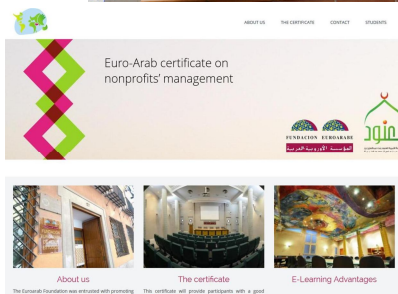 ABOUT US THE CERTIFICATE CONTACT STUDENTS
Euro-Arab certificate on
nonprofits' management
FUNDACION EUROARABE
المؤسسة الأوروبية العربية
About us
The certificate
E-Learning Advantages
The Euroarab Foundation was entrusted with promoting
This certificate will provide participants with a good